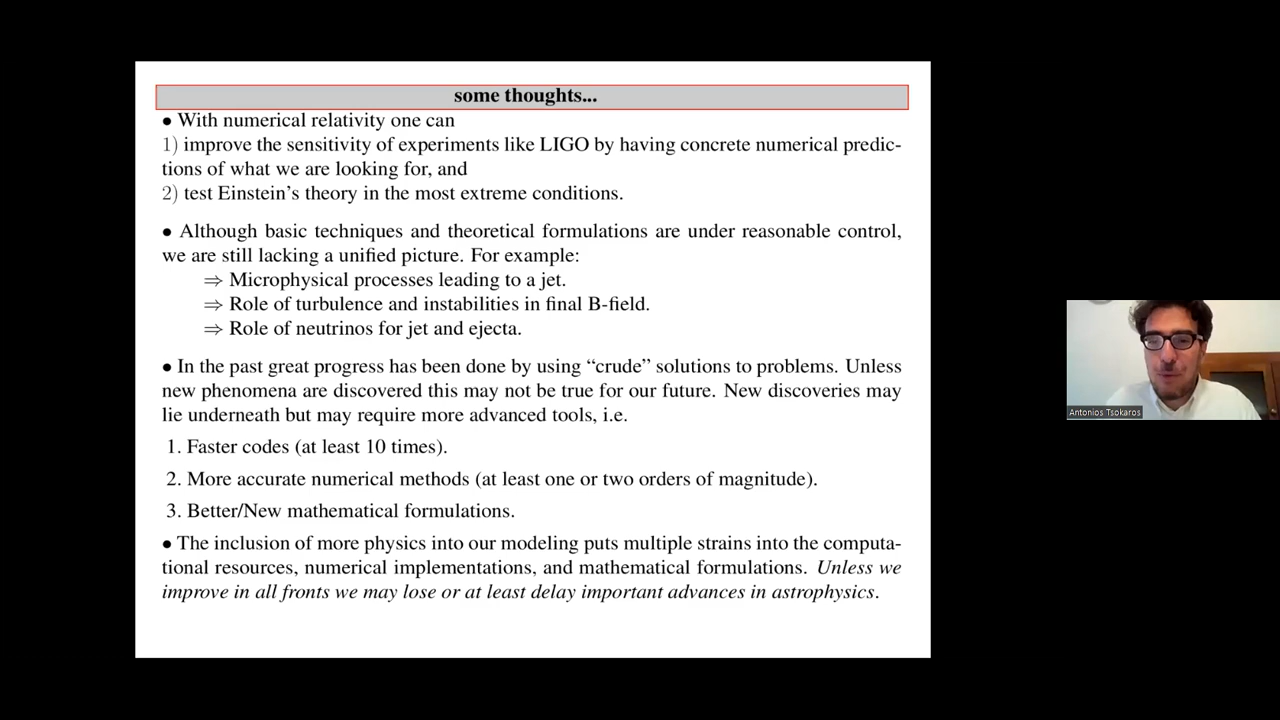 some thoughts...
• With numerical relativity one can
1) improve the sensitivity of experiments like LIGO by having concrete numerical predic-
tions of what we are looking for, and
2) test Einstein's theory in the most extreme conditions.
• Although basic techniques and theoretical formulations are under reasonable control,
we are still lacking a unified picture. For example:
⇒ Microphysical processes leading to a jet.
⇒ Role of turbulence and instabilities in final B-field.
⇒ Role of neutrinos for jet and ejecta.
• In the past great progress has been done by using “crude” solutions to problems. Unless
new phenomena are discovered this may not be true for our future. New discoveries may
lie underneath but may require more advanced tools, i.e.
1. Faster codes (at least 10 times).
2. More accurate numerical methods (at least one or two orders of magnitude).
3. Better/New mathematical formulations.
• The inclusion of more physics into our modeling puts multiple strains into the computa-
tional resources, numerical implementations, and mathematical formulations. Unless we
improve in all fronts we may lose or at least delay important advances in astrophysics.
Antonios Tsokaros